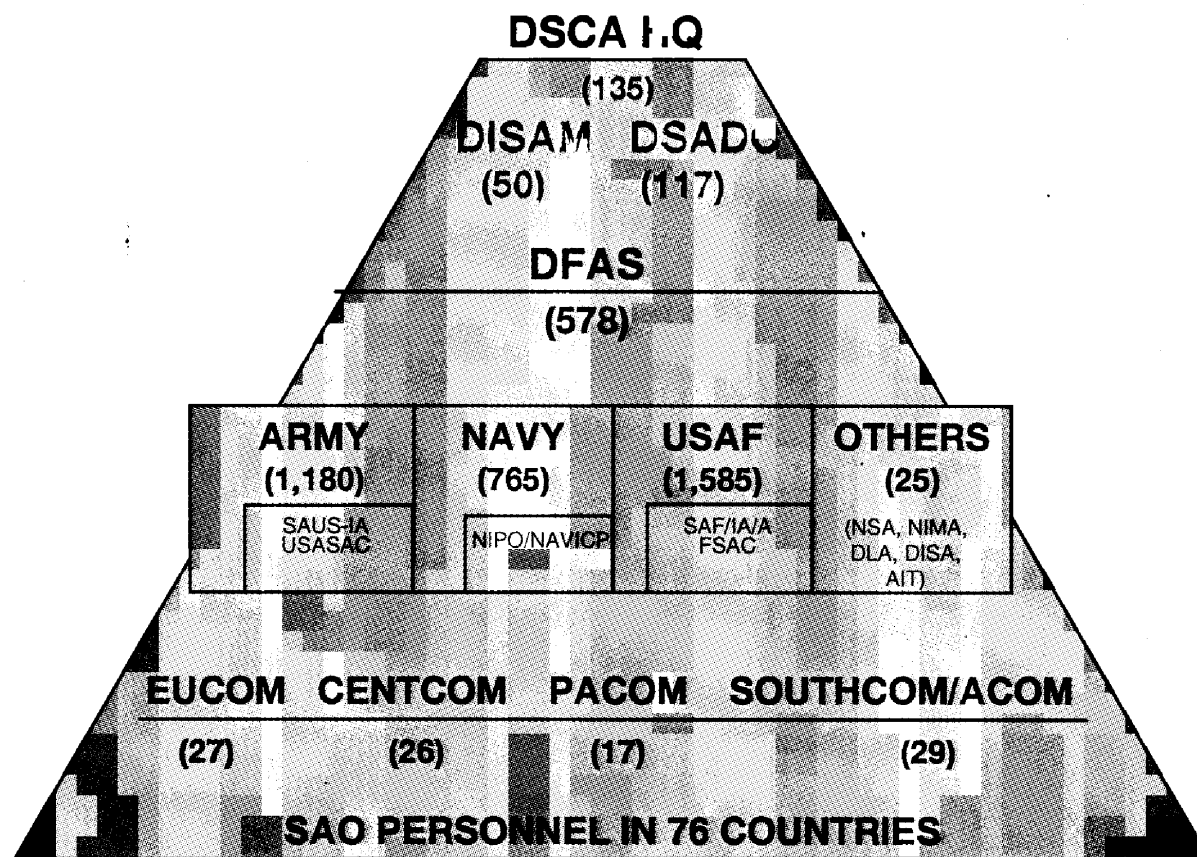 DSCA H.Q
(135)
DISAM DSADC
(50) (117)
DFAS
(578)
ARMY NAVY USAF OTHERS
(1,180) (765) (1,585) (25)
SAUS-IA NIPO/NAVICP SAF/IA/A (NSA, NIMA,
USASAC FSAC DLA, DISA,
AIT)
EUCOM CENTCOM PACOM SOUTHCOM/ACOM
(27) (26) (17) (29)
SAO PERSONNEL IN 76 COUNTRIES